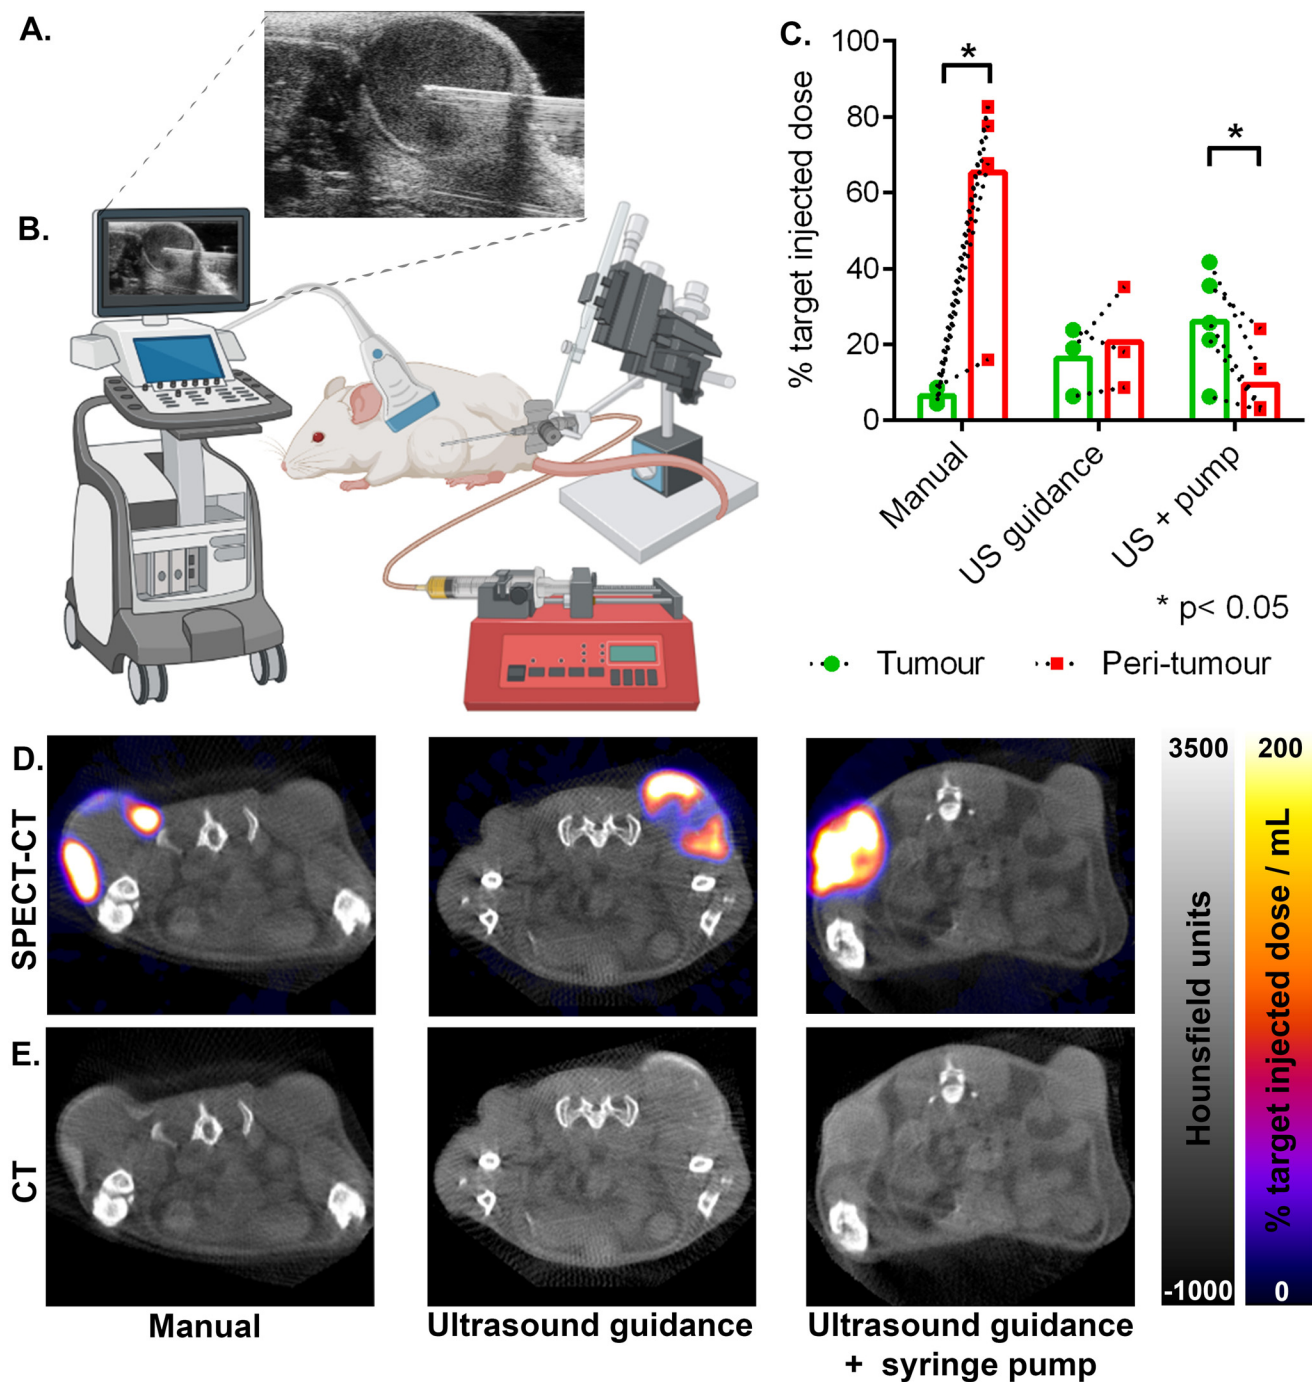 A.
B.
C.
% target injected dose
100
80
60
40
20
0
*
*
Manual
US guidance
US + pump
* p< 0.05
Tumour
Peri-tumour
D.
SPECT-CT
E.
CT
Manual
Ultrasound guidance
Ultrasound guidance
+ syringe pump
3500
Hounsfield units
-1000
200
% target injected dose / mL
0